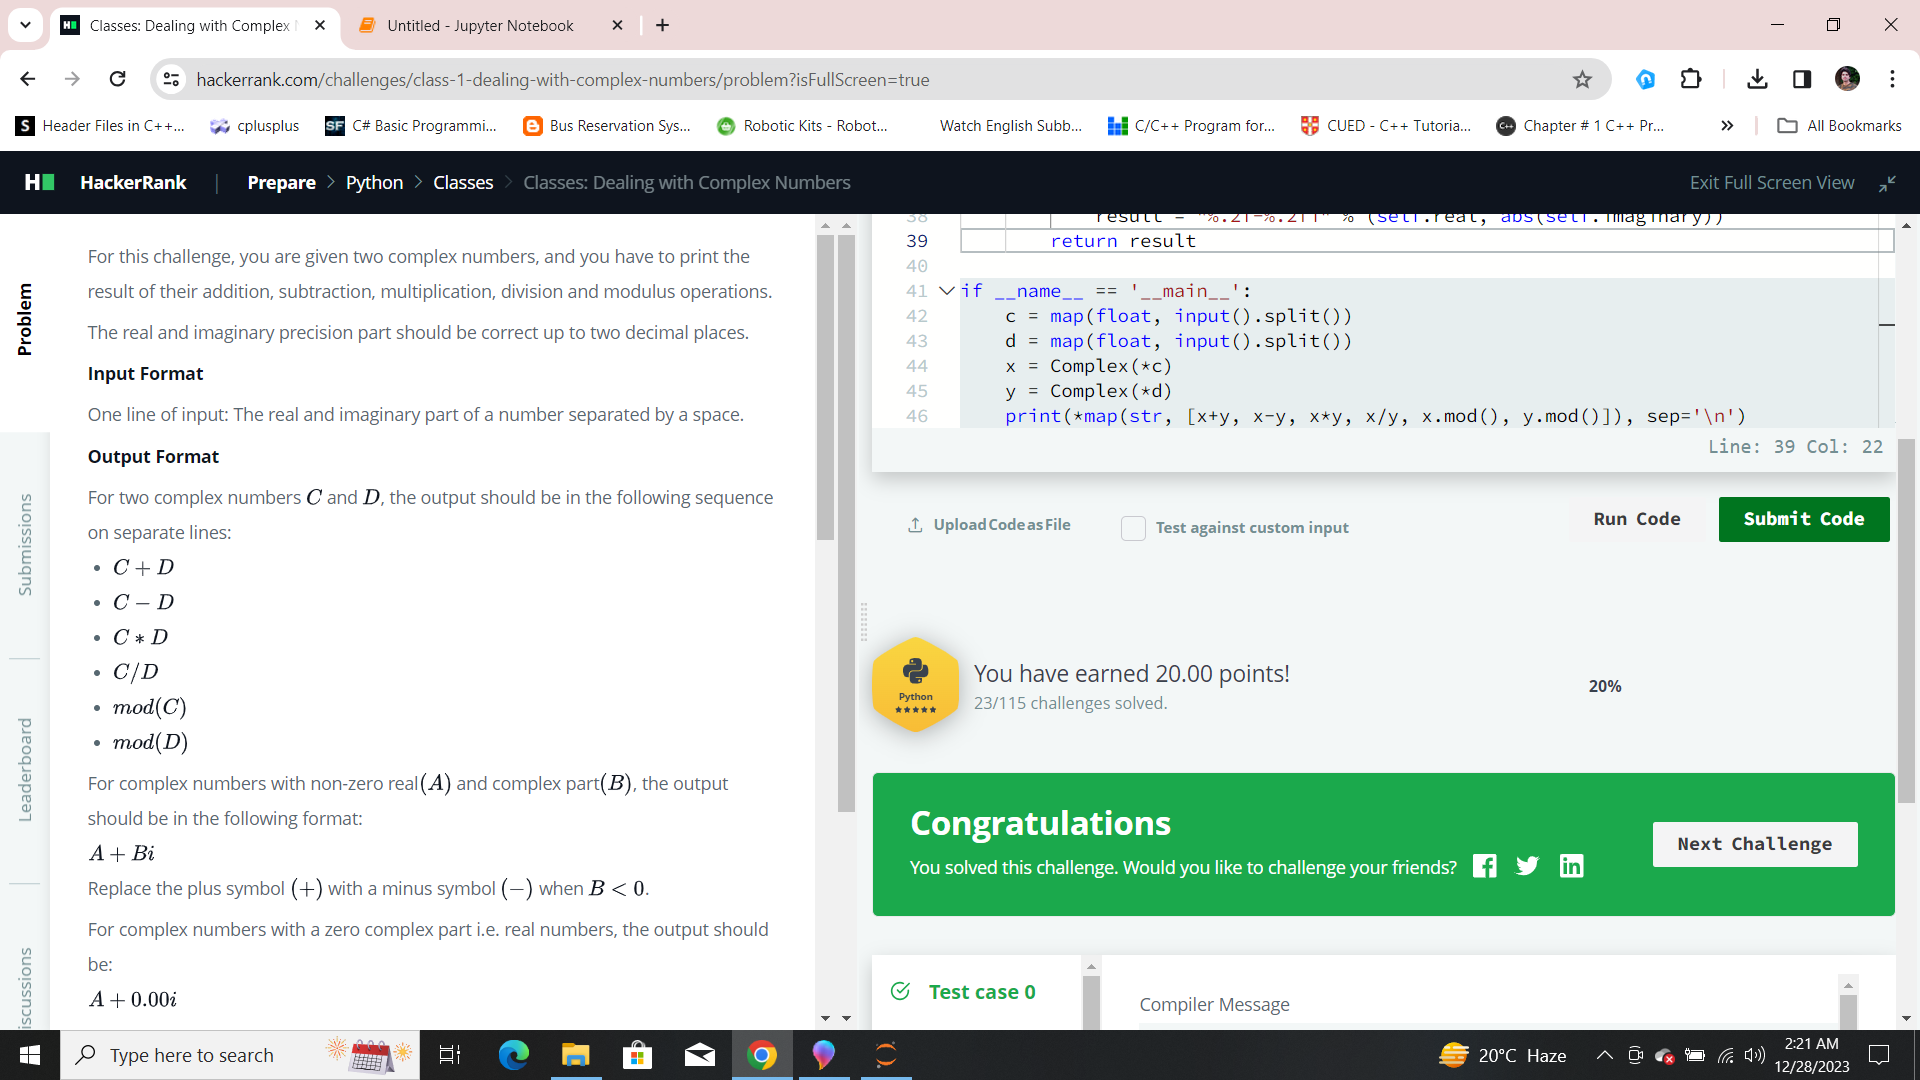 Classes: Dealing with Complex N
Untitled - Jupyter Notebook
hackerrank.com/challenges/class-1-dealing-with-complex-numbers/problem?isFullScreen=true
S Header Files in C++...
cplusplus
SF C# Basic Programmi...
Bus Reservation Sys...
Robotic Kits - Robot...
Watch English Subb...
C/C++ Program for...
CUED - C++ Tutoria...
C++ Chapter # 1 C++ Pr...
» All Bookmarks
H HackerRank | Prepare > Python > Classes > Classes: Dealing with Complex Numbers
Exit Full Screen View
Problem
Submissions
Leaderboard
iscussions
For this challenge, you are given two complex numbers, and you have to print the
result of their addition, subtraction, multiplication, division and modulus operations.
The real and imaginary precision part should be correct up to two decimal places.
Input Format
One line of input: The real and imaginary part of a number separated by a space.
Output Format
For two complex numbers C and D, the output should be in the following sequence
on separate lines:
• C + D
• C − D
• C * D
• C/D
• mod(C)
• mod(D)
For complex numbers with non-zero real(A) and complex part(B), the output
should be in the following format:
A + Bi
Replace the plus symbol (+) with a minus symbol (−) when B < 0.
For complex numbers with a zero complex part i.e. real numbers, the output should
be:
A + 0.00i
38 result = "%.2f-%.2fi" % (self.real, abs(self.imaginary))
39 return result
40
41 if __name__ == '__main__':
42 c = map(float, input().split())
43 d = map(float, input().split())
44 x = Complex(*c)
45 y = Complex(*d)
46 print(*map(str, [x+y, x-y, x*y, x/y, x.mod(), y.mod()]), sep='\n')
Line: 39 Col: 22
Upload Code as File
Test against custom input
Run Code
Submit Code
Python
You have earned 20.00 points!
23/115 challenges solved.
20%
Congratulations
You solved this challenge. Would you like to challenge your friends?
Next Challenge
Test case 0
Compiler Message
Type here to search
20°C Haze
2:21 AM
12/28/2023